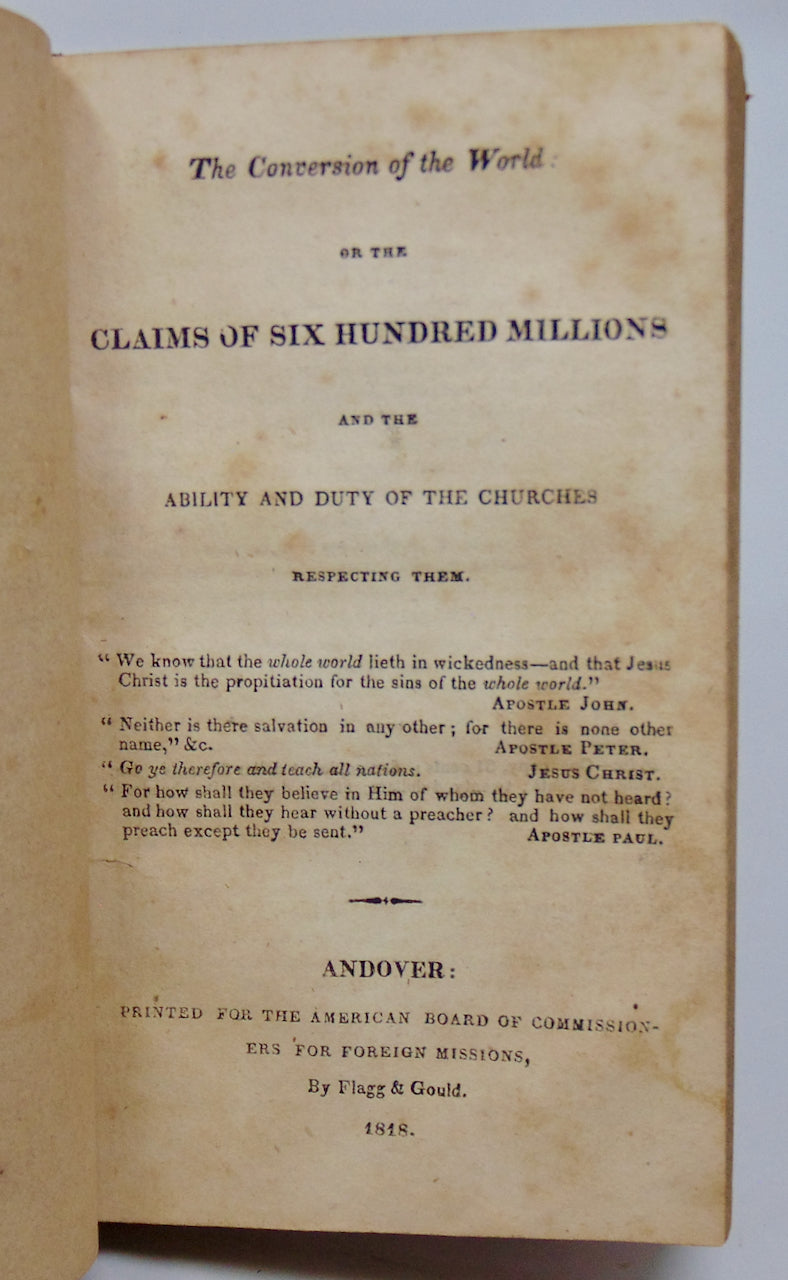 The Conversion of the World:
OR THE
CLAIMS OF SIX HUNDRED MILLIONS
AND THE
ABILITY AND DUTY OF THE CHURCHES
RESPECTING THEM.
“ We know that the whole world lieth in wickedness—and that Jesus
Christ is the propitiation for the sins of the whole world.”
APOSTLE JOHN.
“ Neither is there salvation in any other ; for there is none other
name,” &c. APOSTLE PETER.
“ Go ye therefore and teach all nations. JESUS CHRIST.
“ For how shall they believe in Him of whom they have not heard ?
and how shall they hear without a preacher ? and how shall they
preach except they be sent.” APOSTLE PAUL.
ANDOVER:
PRINTED FOR THE AMERICAN BOARD OF COMMISSION-
ERS FOR FOREIGN MISSIONS,
By Flagg & Gould.
1818.